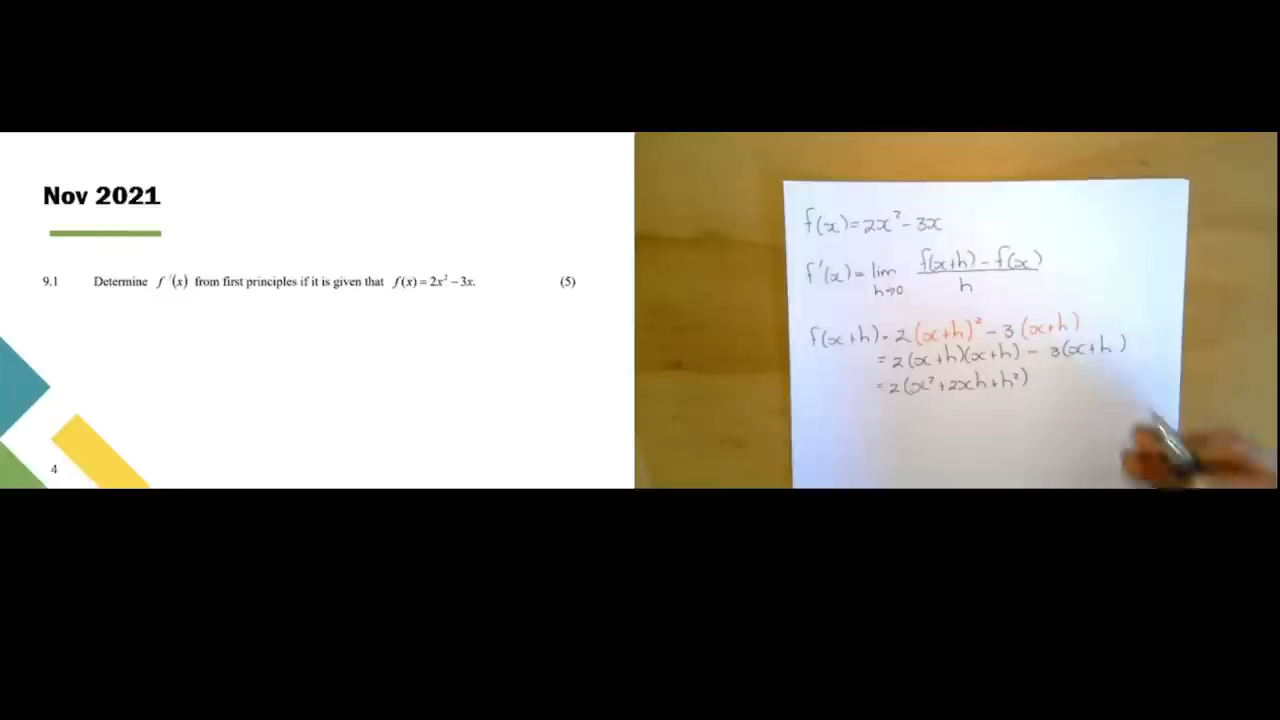 Nov 2021
9.1 Determine f '(x) from first principles if it is given that f(x) = 2x² – 3x. (5)
4
f(x) = 2x² - 3x
f'(x) = lim h→0 f(x+h) - f(x) / h
f(x+h) = 2(x+h)² - 3(x+h)
= 2(x+h)(x+h) - 3(x+h)
= 2(x² + 2xh + h²)